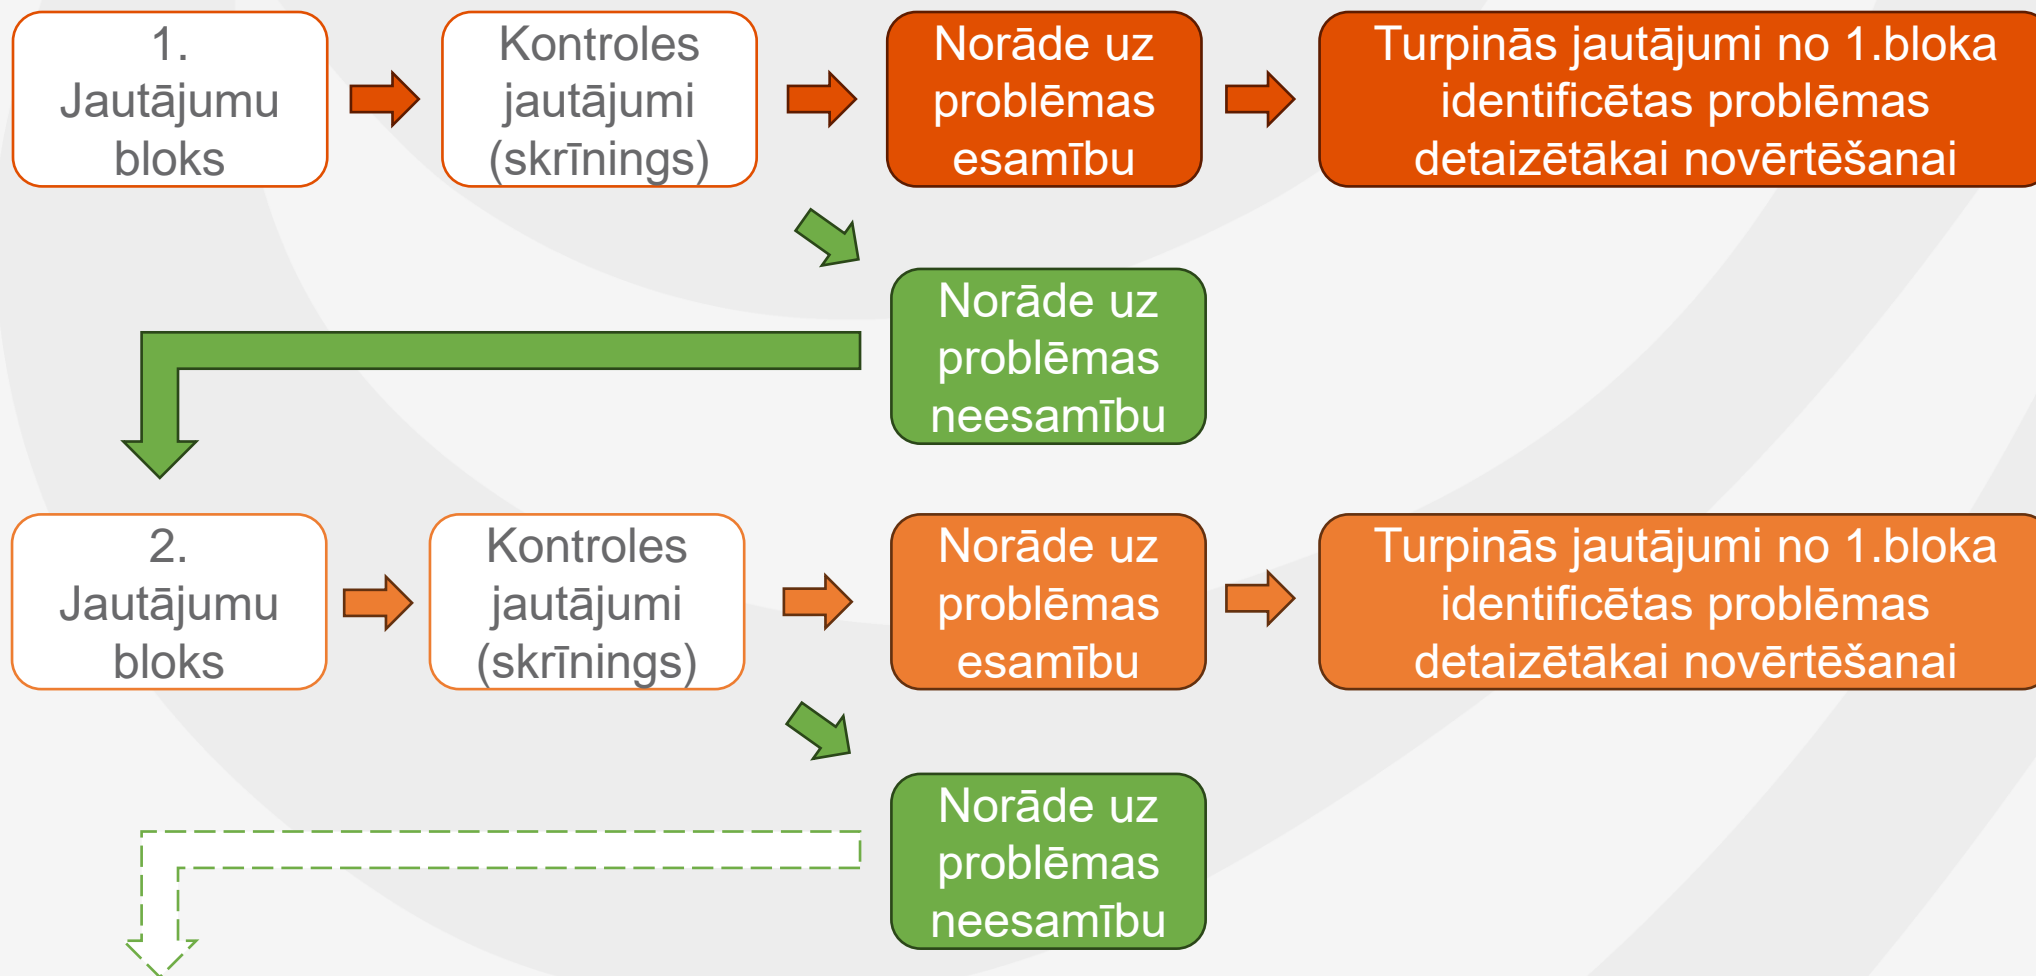 1.
Jautājumu
bloks
Kontroles
jautājumi
(skrīnings)
Norāde uz
problēmas
esamību
Turpinās jautājumi no 1.bloka
identificētas problēmas
detaizētākai novērtēšanai
Norāde uz
problēmas
neesamību
2.
Jautājumu
bloks
Kontroles
jautājumi
(skrīnings)
Norāde uz
problēmas
esamību
Turpinās jautājumi no 1.bloka
identificētas problēmas
detaizētākai novērtēšanai
Norāde uz
problēmas
neesamību